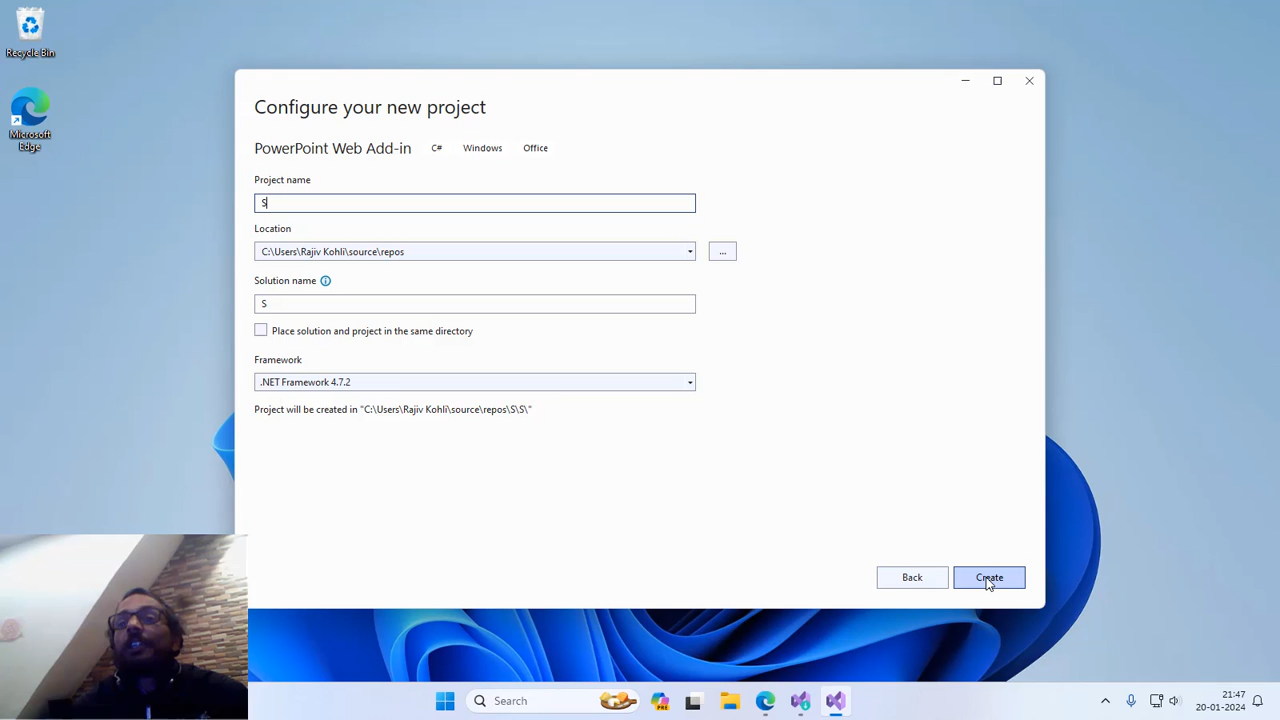 Recycle Bin
Microsoft
Edge
Configure your new project
PowerPoint Web Add-in C# Windows Office
Project name
S
Location
C:\Users\Rajiv Kohli\source\repos
...
Solution name
S
Place solution and project in the same directory
Framework
.NET Framework 4.7.2
Project will be created in "C:\Users\Rajiv Kohli\source\repos\S\S\"
Back Create
Search
PRE
21:47
20-01-2024